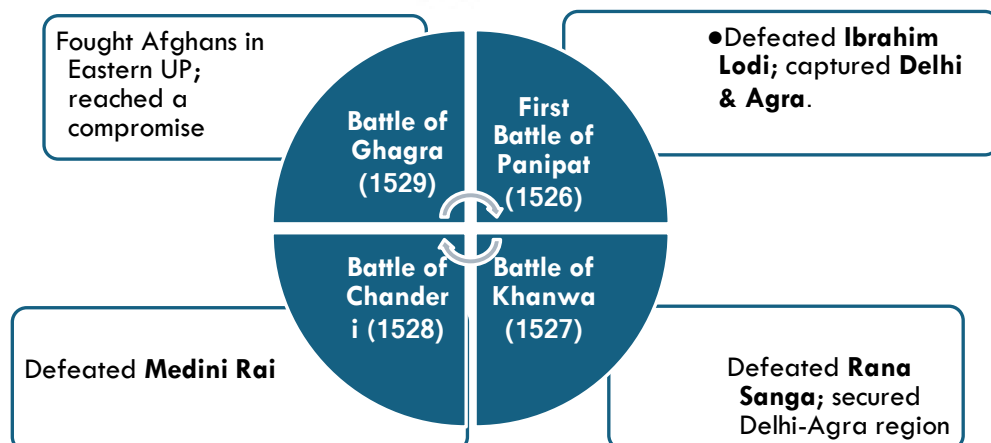 Fought Afghans in
Eastern UP;
reached a
compromise
●Defeated Ibrahim
Lodi; captured Delhi
& Agra.
Battle of
Ghagra
(1529)
First
Battle of
Panipat
(1526)
Battle of
Chander
i (1528)
Battle of
Khanwa
(1527)
Defeated Medini Rai
Defeated Rana
Sanga; secured
Delhi-Agra region